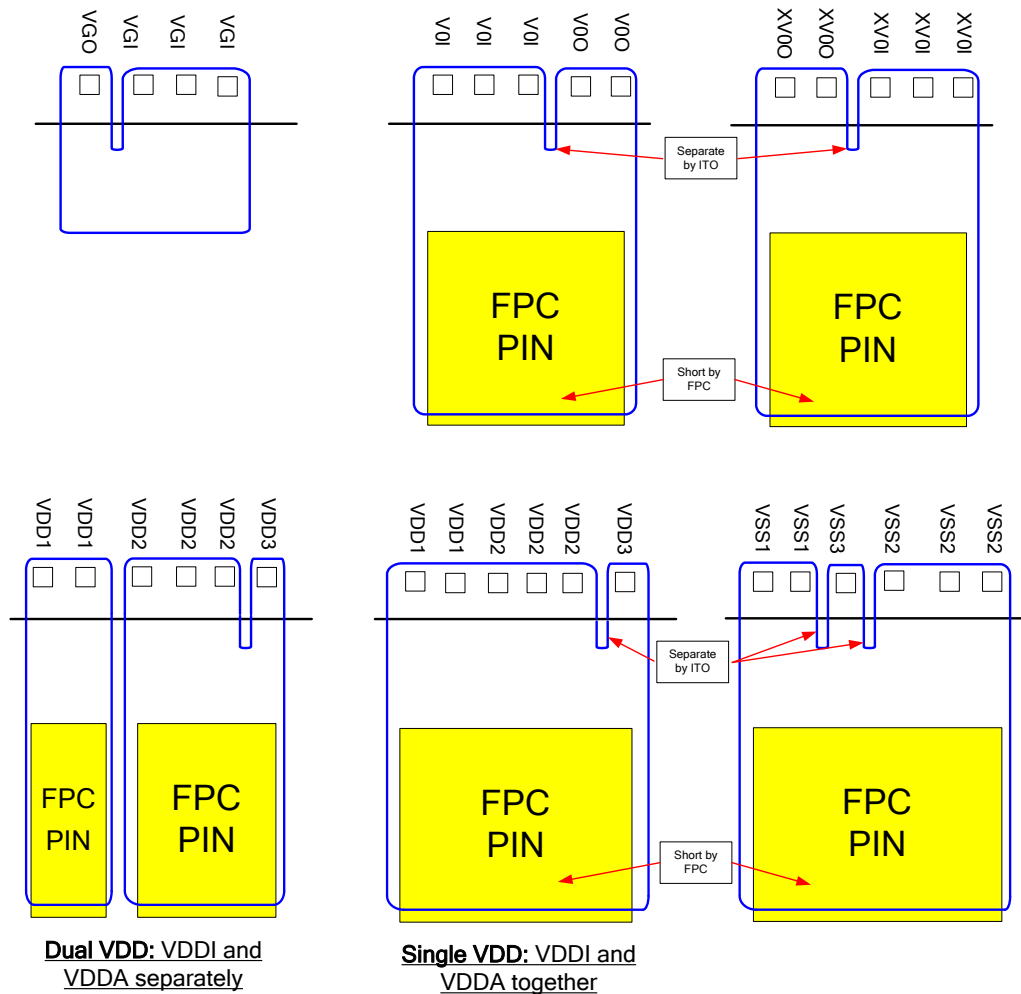 VGO
VGI
VGI
VGI
V0I
V0I
V0I
V0O
V0O
XV0O
XV0O
XV0I
XV0I
XV0I
Separate
by ITO
FPC
PIN
FPC
PIN
Short by
FPC
VDD1
VDD1
VDD2
VDD2
VDD2
VDD3
VDD1
VDD1
VDD2
VDD2
VDD2
VDD3
VSS1
VSS1
VSS3
VSS2
VSS2
VSS2
Separate
by ITO
FPC
PIN
FPC
PIN
FPC
PIN
FPC
PIN
Short by
FPC
Dual VDD: VDDI and
VDDA separately
Single VDD: VDDI and
VDDA together